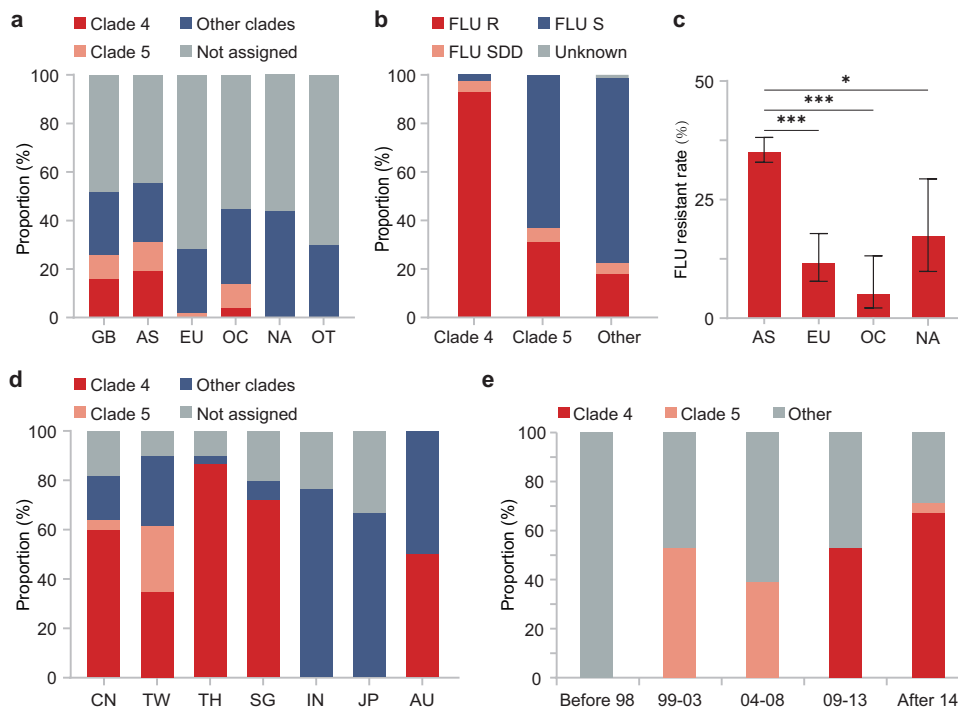 a
Clade 4
Other clades
Clade 5
Not assigned
Proportion (%)
100
80
60
40
20
0
GB AS EU OC NA OT
b
FLU R
FLU S
FLU SDD
Unknown
Proportion (%)
100
80
60
40
20
0
Clade 4 Clade 5 Other
c
FLU resistant rate (%)
50
25
0
*
***
***
AS EU OC NA
d
Clade 4
Other clades
Clade 5
Not assigned
Proportion (%)
100
80
60
40
20
0
CN TW TH SG IN JP AU
e
Clade 4 Clade 5 Other
Proportion (%)
100
80
60
40
20
0
Before 98 99-03 04-08 09-13 After 14